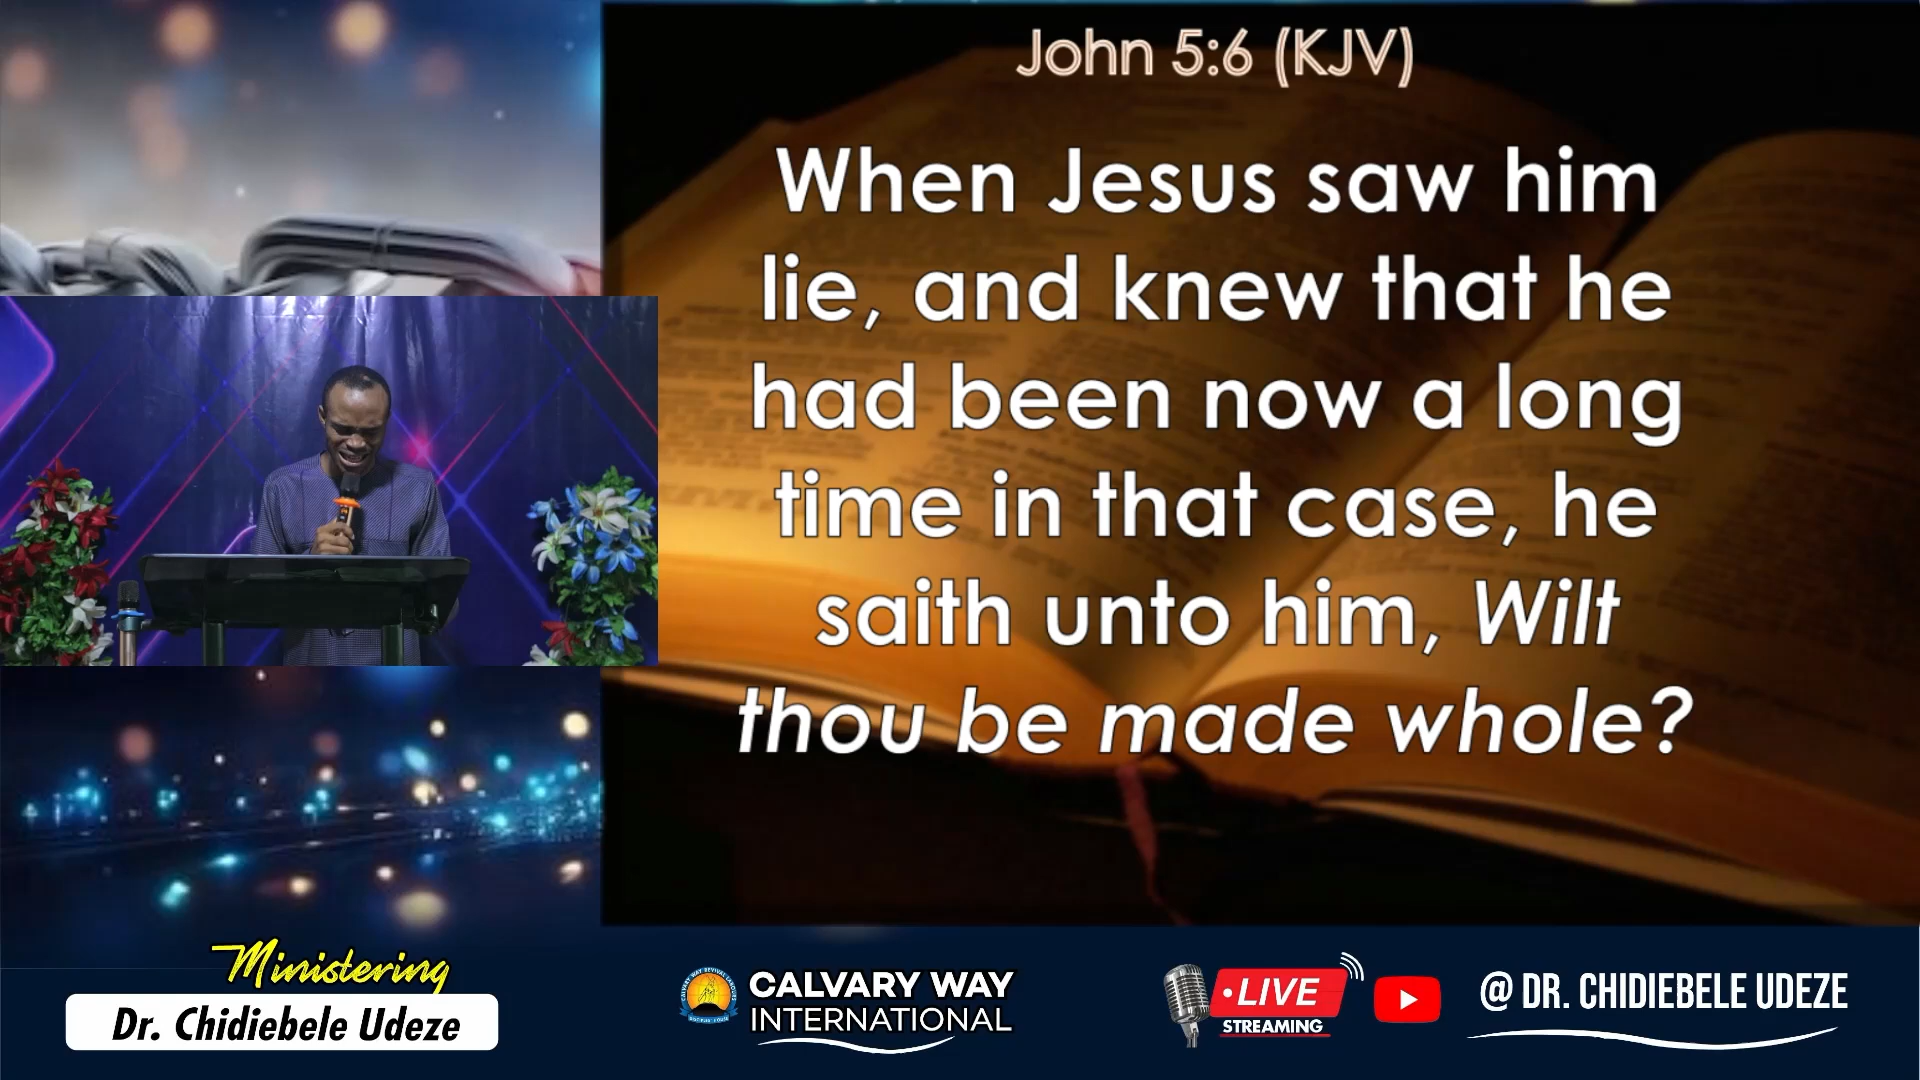 John 5:6 (KJV)
When Jesus saw him
lie, and knew that he
had been now a long
time in that case, he
saith unto him, Wilt
thou be made whole?
Ministering
Dr. Chidiebele Udeze
CALVARY WAY
INTERNATIONAL
• LIVE
STREAMING
@ DR. CHIDIEBELE UDEZE